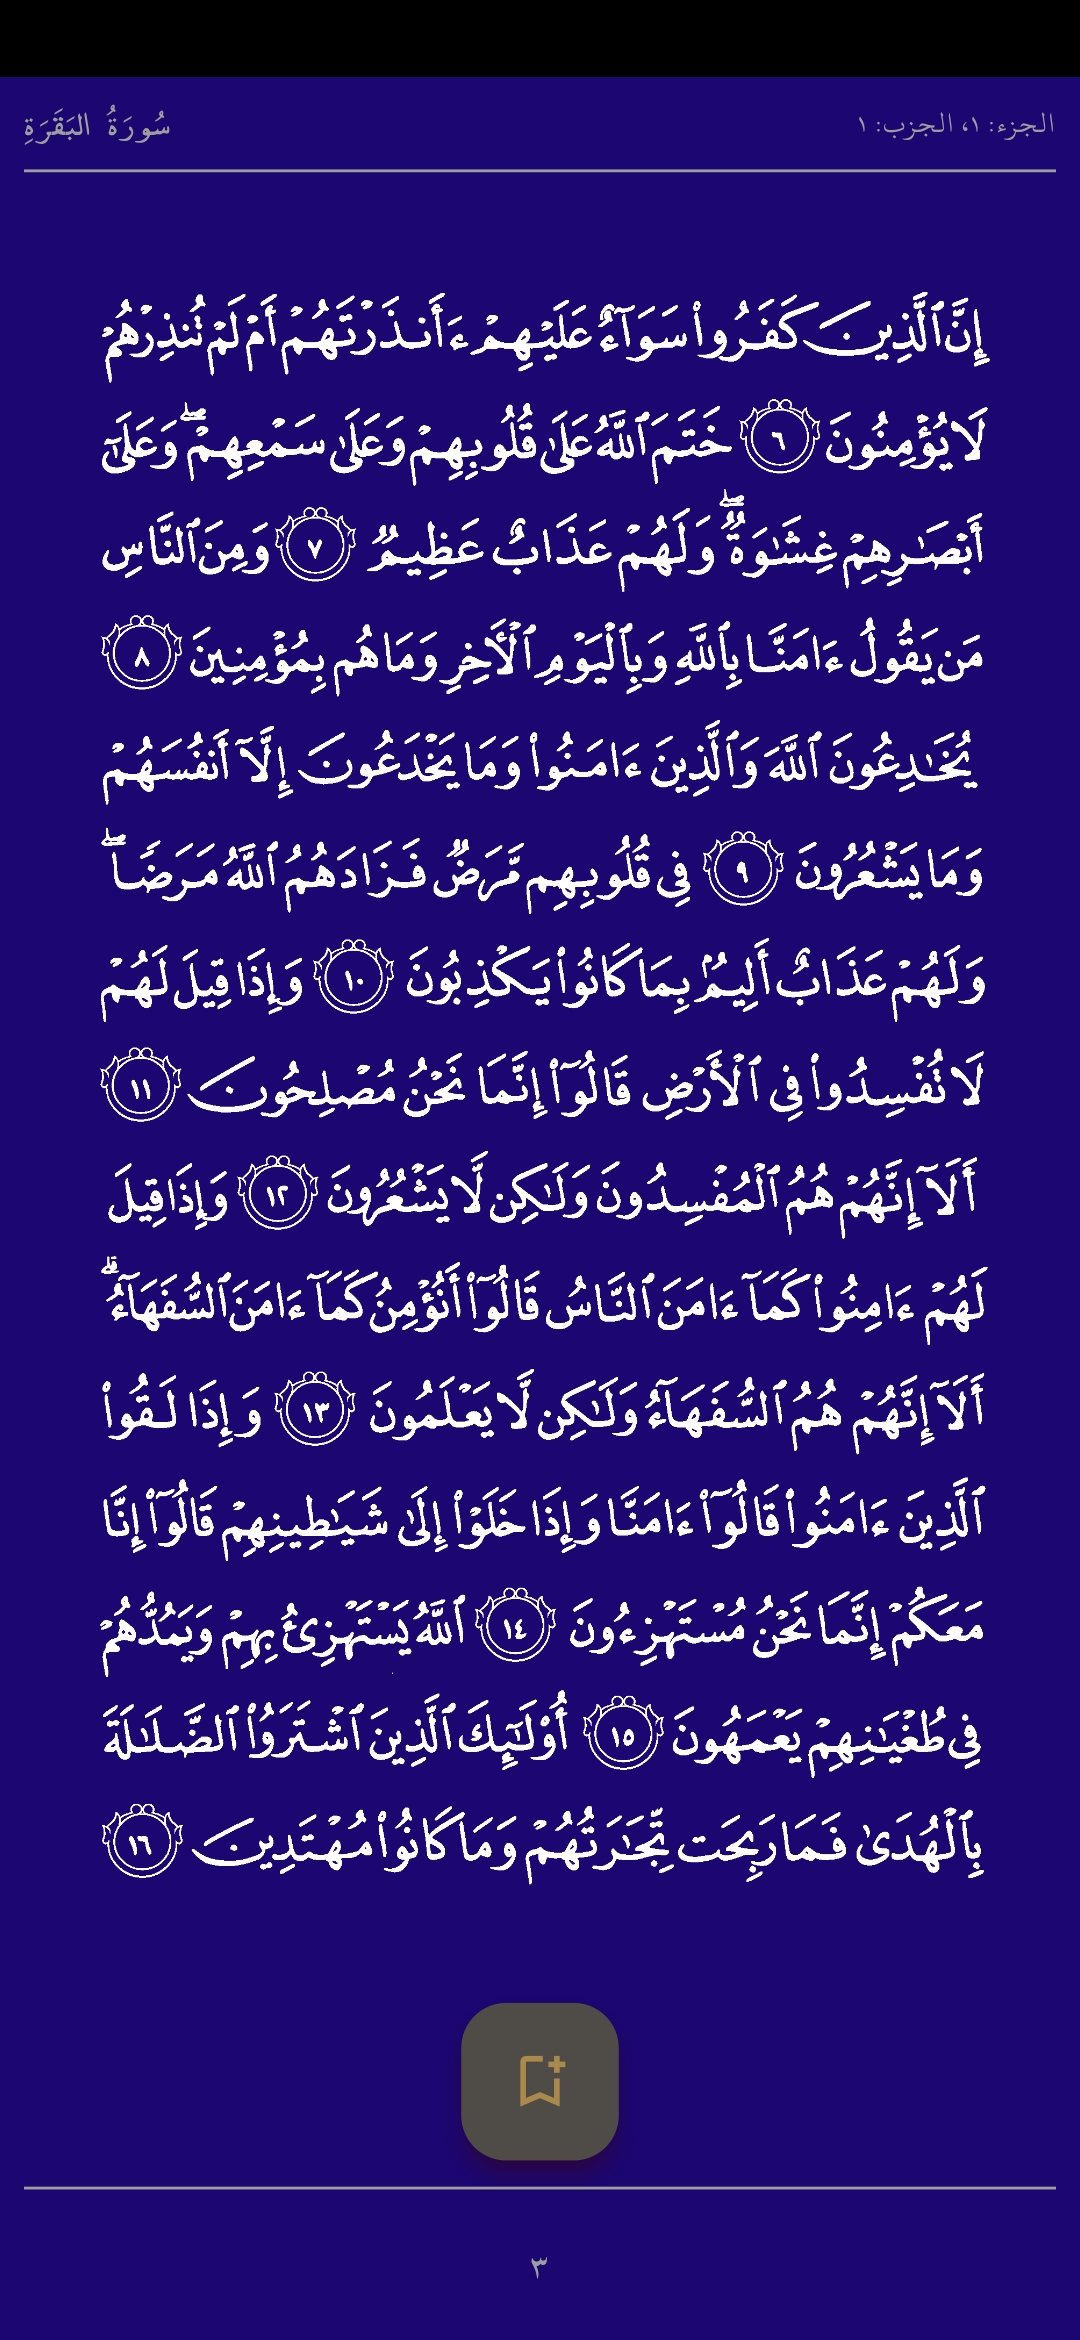 الجزء: ١، الحزب: ١
سُورَةُ البَقَرَةِ
إِنَّ ٱلَّذِينَ كَفَرُوا۟ سَوَآءٌ عَلَيْهِمْ ءَأَنذَرْتَهُمْ أَمْ لَمْ تُنذِرْهُمْ
لَا يُؤْمِنُونَ ٦ خَتَمَ ٱللَّهُ عَلَىٰ قُلُوبِهِمْ وَعَلَىٰ سَمْعِهِمْ ۖ وَعَلَىٰٓ
أَبْصَـٰرِهِمْ غِشَـٰوَةٌ ۖ وَلَهُمْ عَذَابٌ عَظِيمٌ ٧ وَمِنَ ٱلنَّاسِ
مَن يَقُولُ ءَامَنَّا بِٱللَّهِ وَبِٱلْيَوْمِ ٱلْـَٔاخِرِ وَمَا هُم بِمُؤْمِنِينَ ٨
يُخَـٰدِعُونَ ٱللَّهَ وَٱلَّذِينَ ءَامَنُوا۟ وَمَا يَخْدَعُونَ إِلَّآ أَنفُسَهُمْ
وَمَا يَشْعُرُونَ ٩ فِى قُلُوبِهِم مَّرَضٌ فَزَادَهُمُ ٱللَّهُ مَرَضًا ۖ
وَلَهُمْ عَذَابٌ أَلِيمٌۢ بِمَا كَانُوا۟ يَكْذِبُونَ ١٠ وَإِذَا قِيلَ لَهُمْ
لَا تُفْسِدُوا۟ فِى ٱلْأَرْضِ قَالُوٓا۟ إِنَّمَا نَحْنُ مُصْلِحُونَ ١١
أَلَآ إِنَّهُمْ هُمُ ٱلْمُفْسِدُونَ وَلَـٰكِن لَّا يَشْعُرُونَ ١٢ وَإِذَا قِيلَ
لَهُمْ ءَامِنُوا۟ كَمَآ ءَامَنَ ٱلنَّاسُ قَالُوٓا۟ أَنُؤْمِنُ كَمَآ ءَامَنَ ٱلسُّفَهَآءُ ۗ
أَلَآ إِنَّهُمْ هُمُ ٱلسُّفَهَآءُ وَلَـٰكِن لَّا يَعْلَمُونَ ١٣ وَإِذَا لَقُوا۟
ٱلَّذِينَ ءَامَنُوا۟ قَالُوٓا۟ ءَامَنَّا وَإِذَا خَلَوْا۟ إِلَىٰ شَيَـٰطِينِهِمْ قَالُوٓا۟ إِنَّا
مَعَكُمْ إِنَّمَا نَحْنُ مُسْتَهْزِءُونَ ١٤ ٱللَّهُ يَسْتَهْزِئُ بِهِمْ وَيَمُدُّهُمْ
فِى طُغْيَـٰنِهِمْ يَعْمَهُونَ ١٥ أُو۟لَـٰٓئِكَ ٱلَّذِينَ ٱشْتَرَوُا۟ ٱلضَّلَـٰلَةَ
بِٱلْهُدَىٰ فَمَا رَبِحَت تِّجَـٰرَتُهُمْ وَمَا كَانُوا۟ مُهْتَدِينَ ١٦
٣